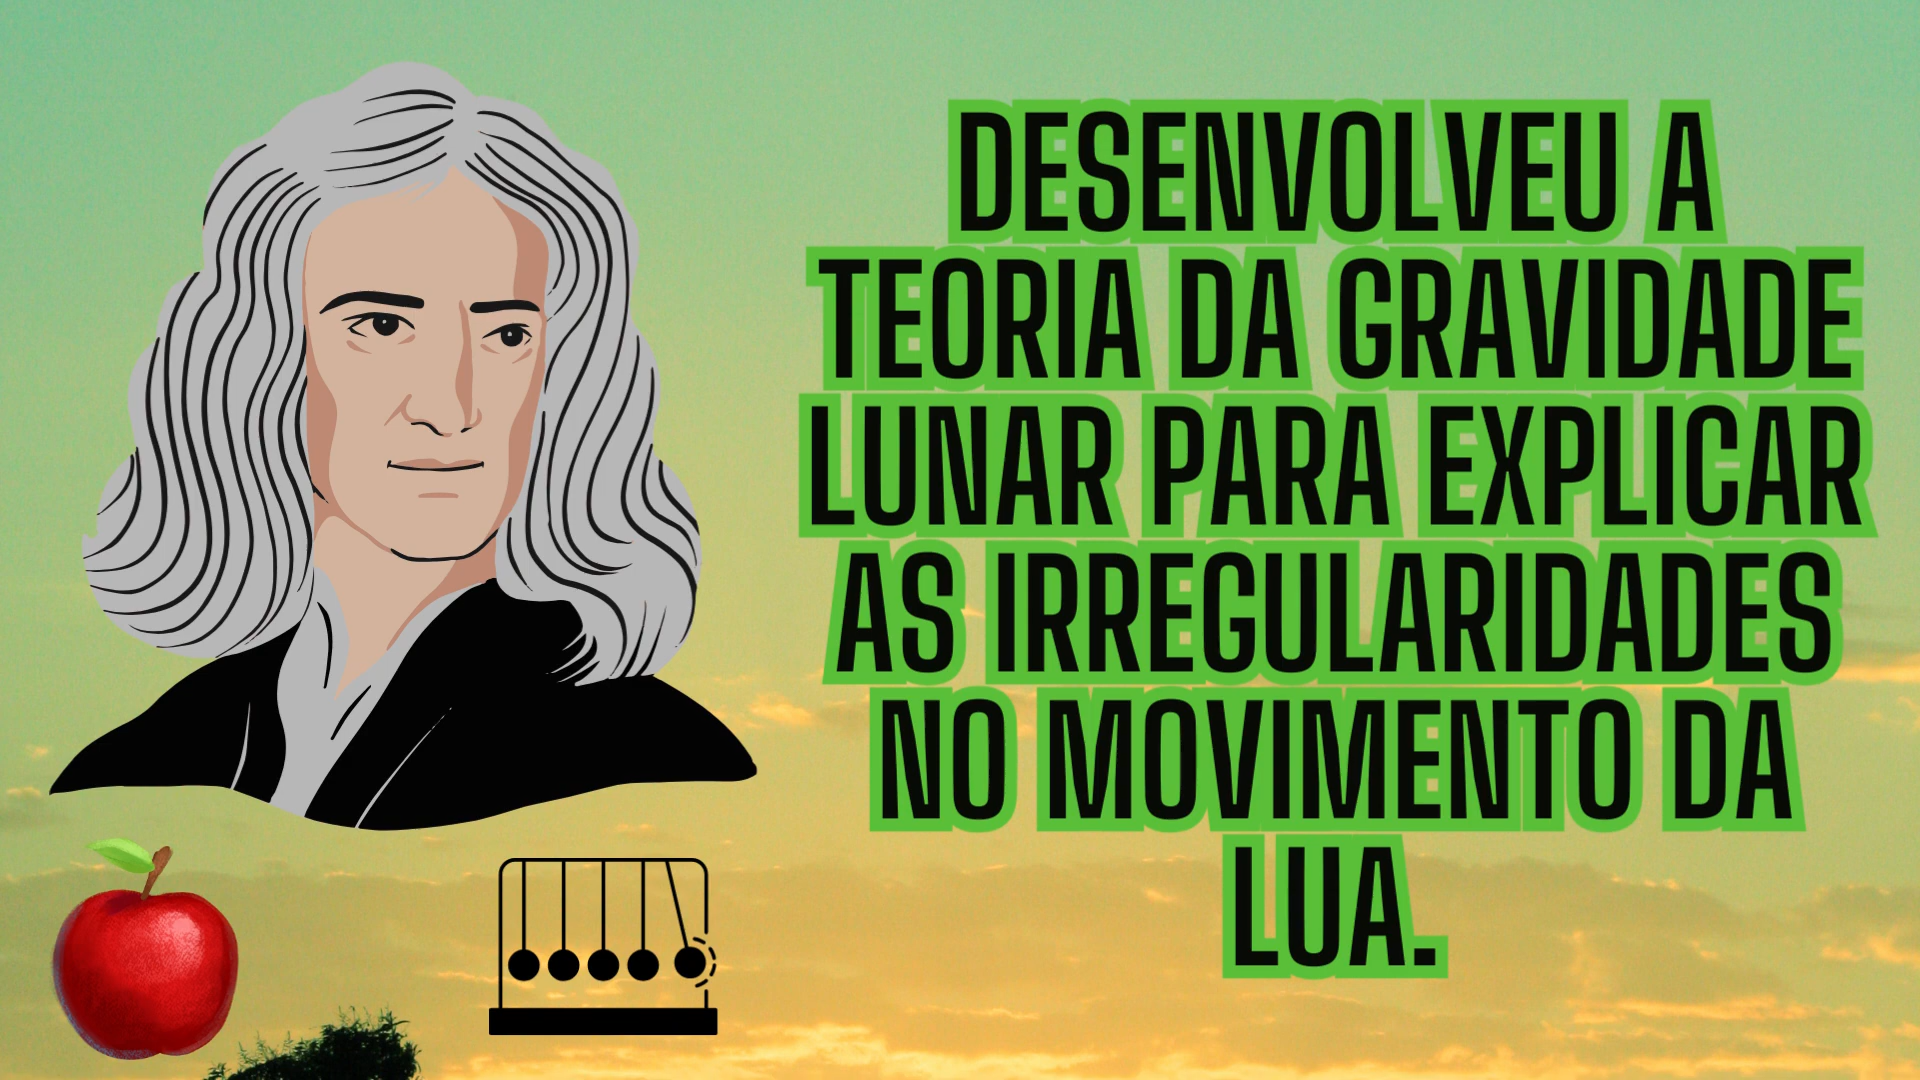 DESENVOLVEU A
TEORIA DA GRAVIDADE
LUNAR PARA EXPLICAR
AS IRREGULARIDADES
NO MOVIMENTO DA
LUA.